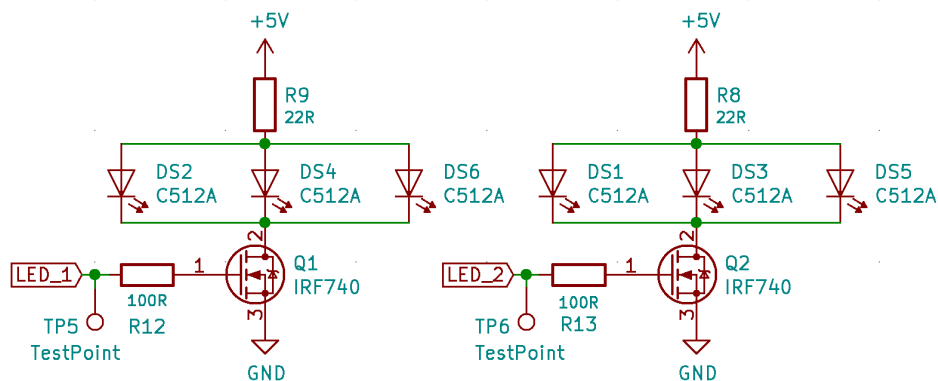 +5V
R9
22R
DS2
C512A
DS4
C512A
DS6
C512A
2
Q1
IRF740
LED_1
1
100R
R12
3
TP5
TestPoint
GND
+5V
R8
22R
DS1
C512A
DS3
C512A
DS5
C512A
2
Q2
IRF740
LED_2
1
100R
R13
3
TP6
TestPoint
GND